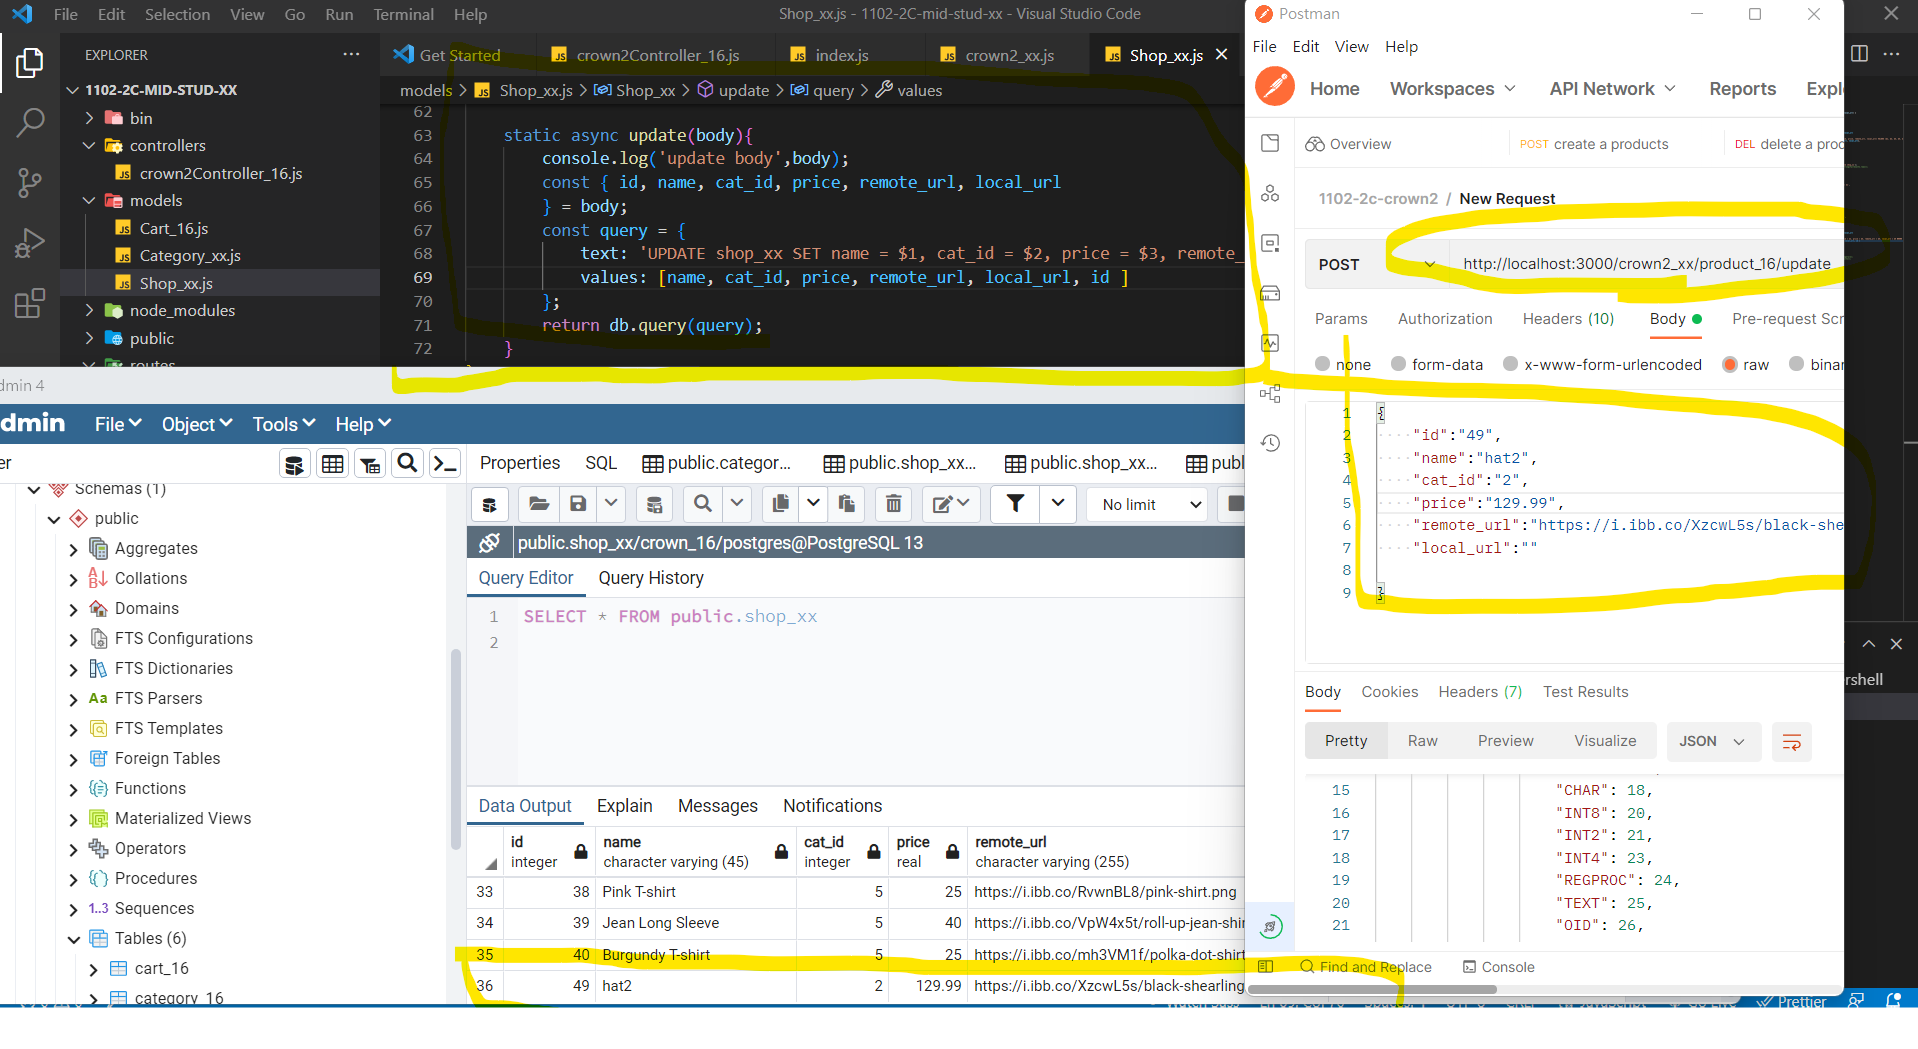 File Edit Selection View Go Run Terminal Help
Shop_xx.js - 1102-2C-mid-stud-xx - Visual Studio Code
EXPLORER
1102-2C-MID-STUD-XX
bin
controllers
crown2Controller_16.js
models
Cart_16.js
Category_xx.js
Shop_xx.js
node_modules
public
routes
Get Started crown2Controller_16.js index.js crown2_xx.js Shop_xx.js
models > Shop_xx.js > Shop_xx > update > query > values
62
63 static async update(body){
64 console.log('update body',body);
65 const { id, name, cat_id, price, remote_url, local_url
66 } = body;
67 const query = {
68 text: 'UPDATE shop_xx SET name = $1, cat_id = $2, price = $3, remote_
69 values: [name, cat_id, price, remote_url, local_url, id ]
70 };
71 return db.query(query);
72 }
dmin 4
dmin File Object Tools Help
er
Schemas (1)
public
Aggregates
Collations
Domains
FTS Configurations
FTS Dictionaries
Aa FTS Parsers
FTS Templates
Foreign Tables
Functions
Materialized Views
Operators
Procedures
1..3 Sequences
Tables (6)
cart_16
category_16
Properties SQL public.categor... public.shop_xx... public.shop_xx... publ
No limit
public.shop_xx/crown_16/postgres@PostgreSQL 13
Query Editor Query History
1 SELECT * FROM public.shop_xx
2
Data Output Explain Messages Notifications
id name cat_id price remote_url
integer character varying (45) integer real character varying (255)
33 38 Pink T-shirt 5 25 https://i.ibb.co/RvwnBL8/pink-shirt.png
34 39 Jean Long Sleeve 5 40 https://i.ibb.co/VpW4x5t/roll-up-jean-shir
35 40 Burgundy T-shirt 5 25 https://i.ibb.co/mh3VM1f/polka-dot-shirt
36 49 hat2 2 129.99 https://i.ibb.co/XzcwL5s/black-shearling
Postman
File Edit View Help
Home Workspaces API Network Reports Expl
Overview POST create a products DEL delete a proc
1102-2c-crown2 / New Request
POST http://localhost:3000/crown2_xx/product_16/update
Params Authorization Headers (10) Body Pre-request Scr
none form-data x-www-form-urlencoded raw binar
1 {
2 "id":"49",
3 "name":"hat2",
4 "cat_id":"2",
5 "price":"129.99",
6 "remote_url":"https://i.ibb.co/XzcwL5s/black-she
7 "local_url":""
8
9 }
Body Cookies Headers (7) Test Results
Pretty Raw Preview Visualize JSON
15 "CHAR": 18,
16 "INT8": 20,
17 "INT2": 21,
18 "INT4": 23,
19 "REGPROC": 24,
20 "TEXT": 25,
21 "OID": 26,
Find and Replace Console
rshell
Prettier